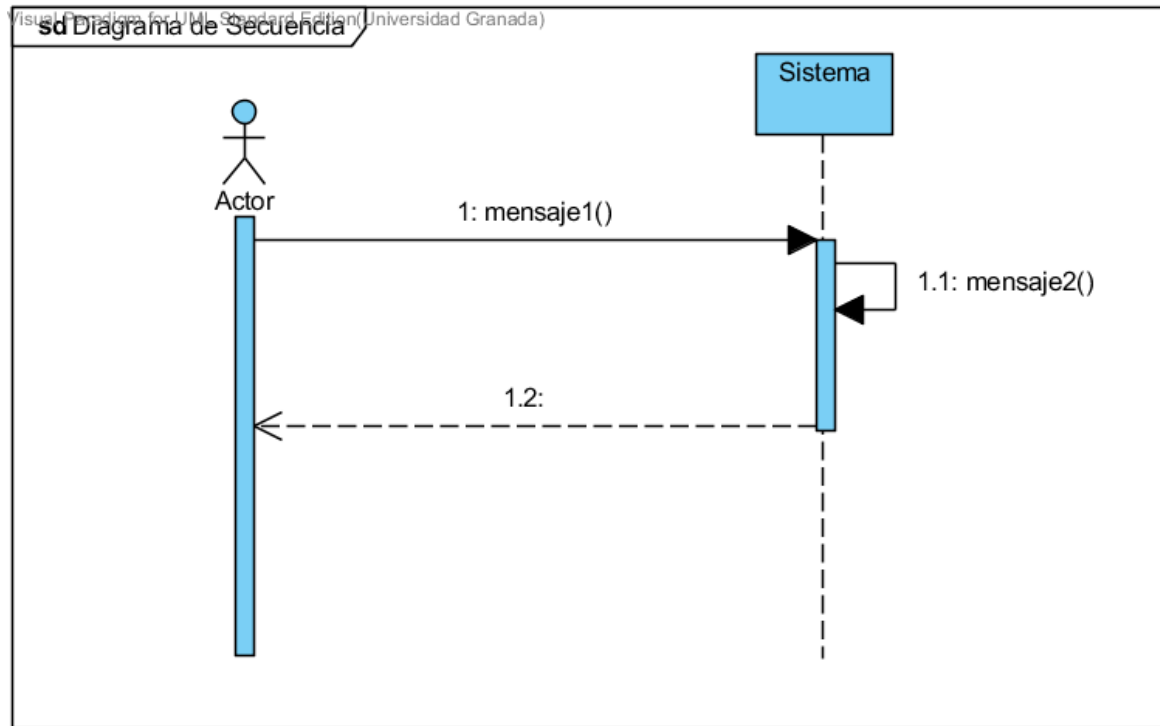 Visual Paradigm for UML Standard Edition(Universidad Granada)
sd Diagrama de Secuencia
Sistema
Actor
1: mensaje1()
1.1: mensaje2()
1.2: